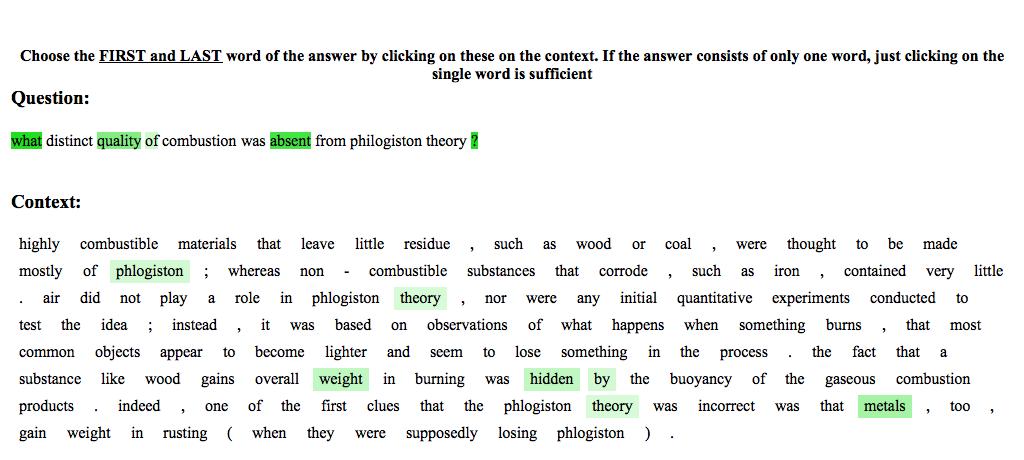 Choose the FIRST and LAST word of the answer by clicking on these on the context. If the answer consists of only one word, just clicking on the
single word is sufficient
Question:
what distinct quality of combustion was absent from philogiston theory ?
Context:
highly combustible materials that leave little residue , such as wood or coal , were thought to be made
mostly of phlogiston ; whereas non - combustible substances that corrode , such as iron , contained very little
. air did not play a role in phlogiston theory , nor were any initial quantitative experiments conducted to
test the idea ; instead , it was based on observations of what happens when something burns , that most
common objects appear to become lighter and seem to lose something in the process . the fact that a
substance like wood gains overall weight in burning was hidden by the buoyancy of the gaseous combustion
products . indeed , one of the first clues that the phlogiston theory was incorrect was that metals , too ,
gain weight in rusting ( when they were supposedly losing phlogiston ) .